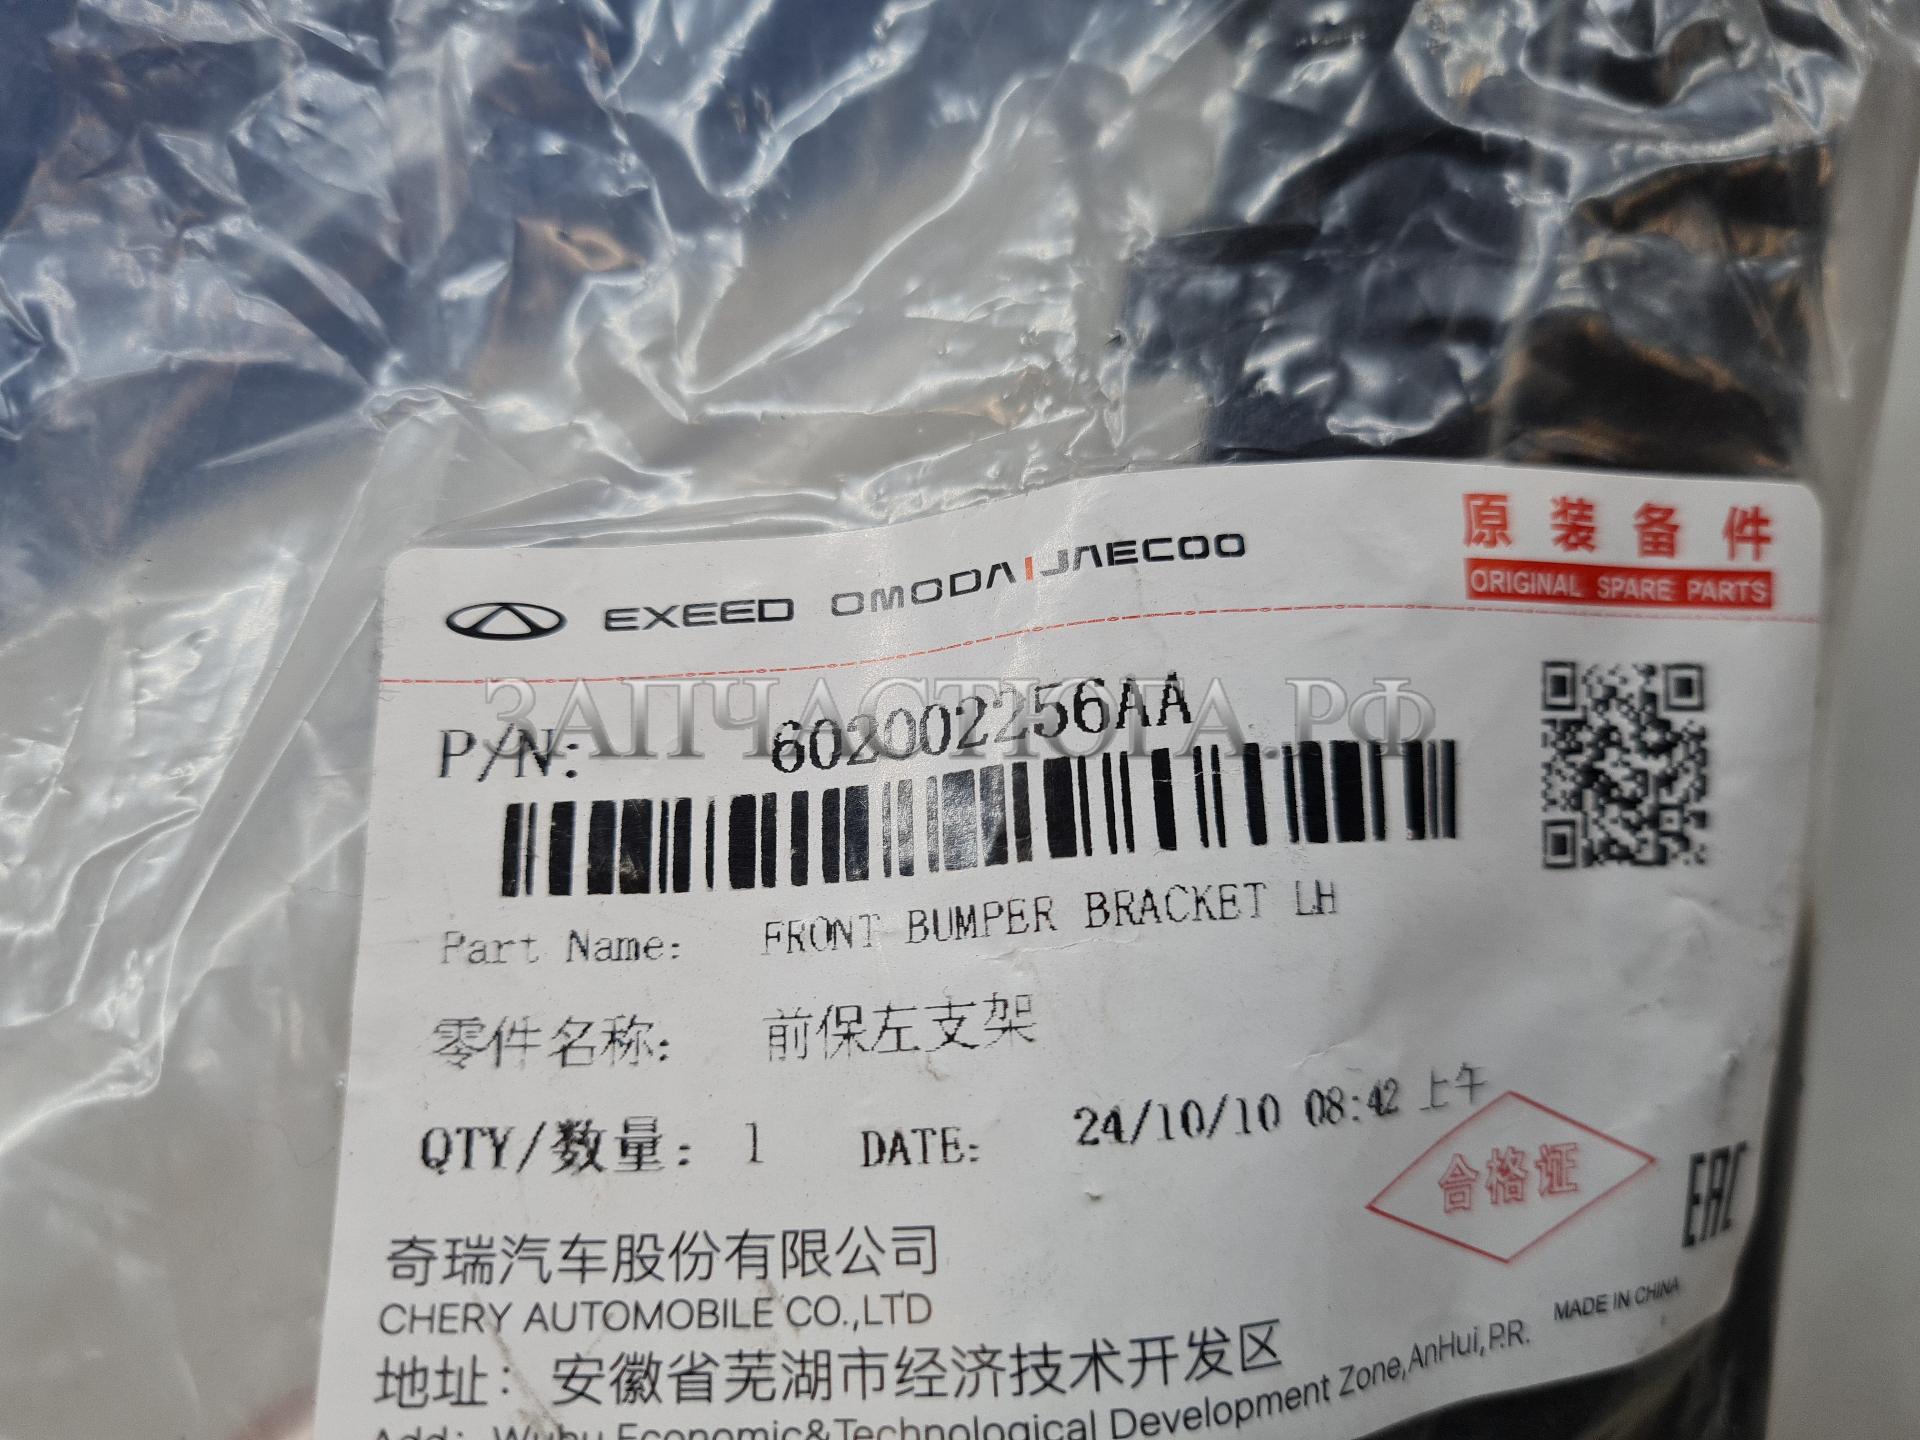 EXEED OMODA|JAECOO
原装备件
ORIGINAL SPARE PARTS
ЗАПЧАСТЮГА.РФ
P/N: 602002256AA
Part Name: FRONT BUMPER BRACKET LH
零件名称: 前保左支架
QTY/数量: 1 DATE: 24/10/10 08:42 上午
合格证
EAC
奇瑞汽车股份有限公司
CHERY AUTOMOBILE CO.,LTD
MADE IN CHINA
地址：安徽省芜湖市经济技术开发区
Add: Wuhu Economic&Technological Development Zone,AnHui,P.R.